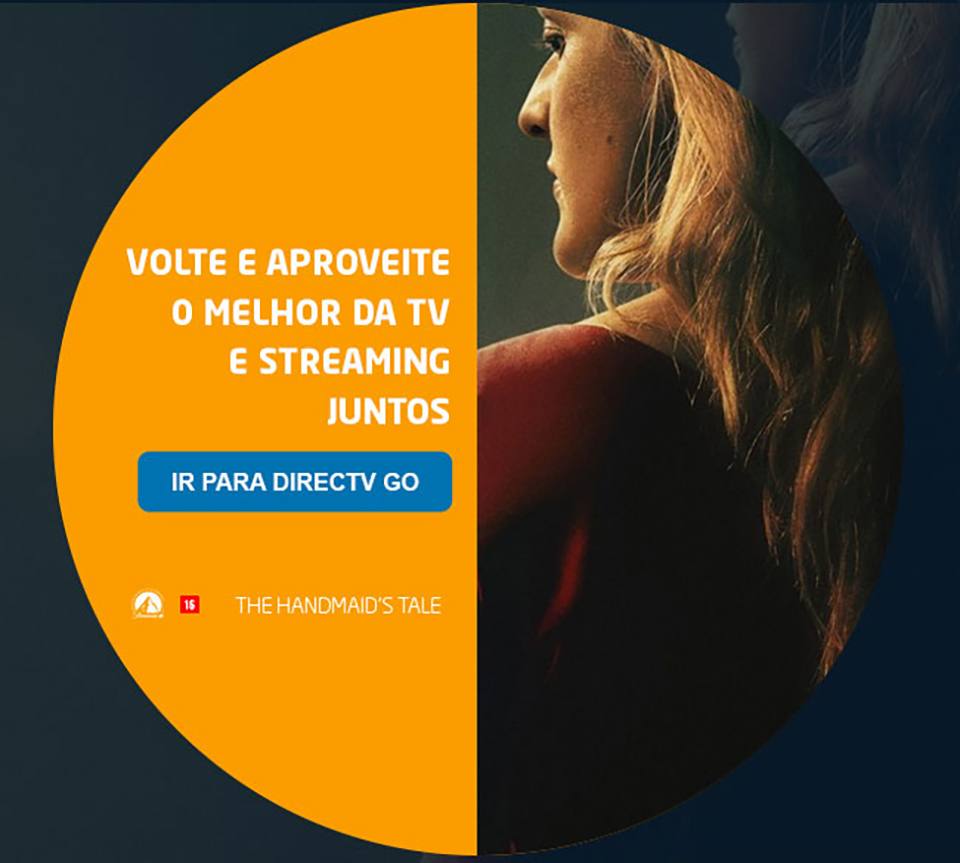 VOLTE E APROVEITE
O MELHOR DA TV
E STREAMING
JUNTOS
IR PARA DIRECTV GO
16 THE HANDMAID'S TALE